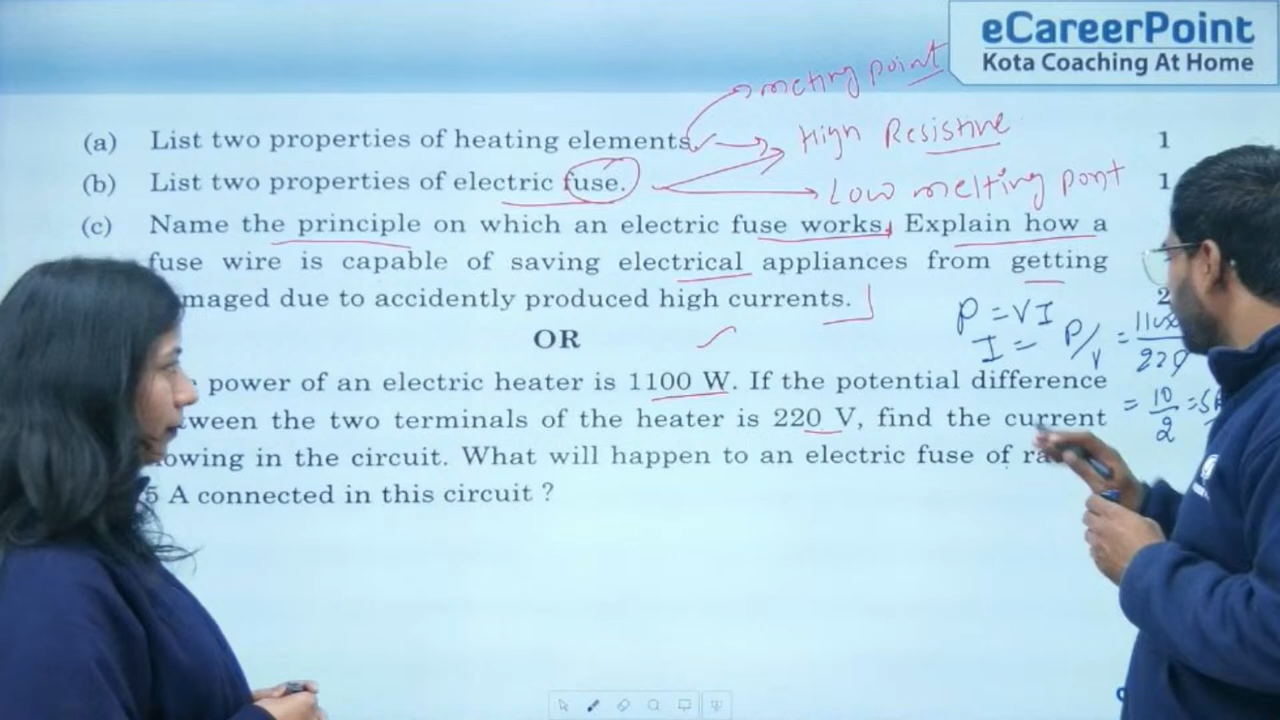 eCareerPoint
Kota Coaching At Home
melting point
(a) List two properties of heating elements. High Resistive 1
(b) List two properties of electric fuse. Low melting pont 1
(c) Name the principle on which an electric fuse works. Explain how a
fuse wire is capable of saving electrical appliances from getting
maged due to accidently produced high currents. 2
P = VI
I = P/V = 1100/220
OR
power of an electric heater is 1100 W. If the potential difference
ween the two terminals of the heater is 220 V, find the current
= 10/2 = 5A
owing in the circuit. What will happen to an electric fuse of ra
5 A connected in this circuit ?